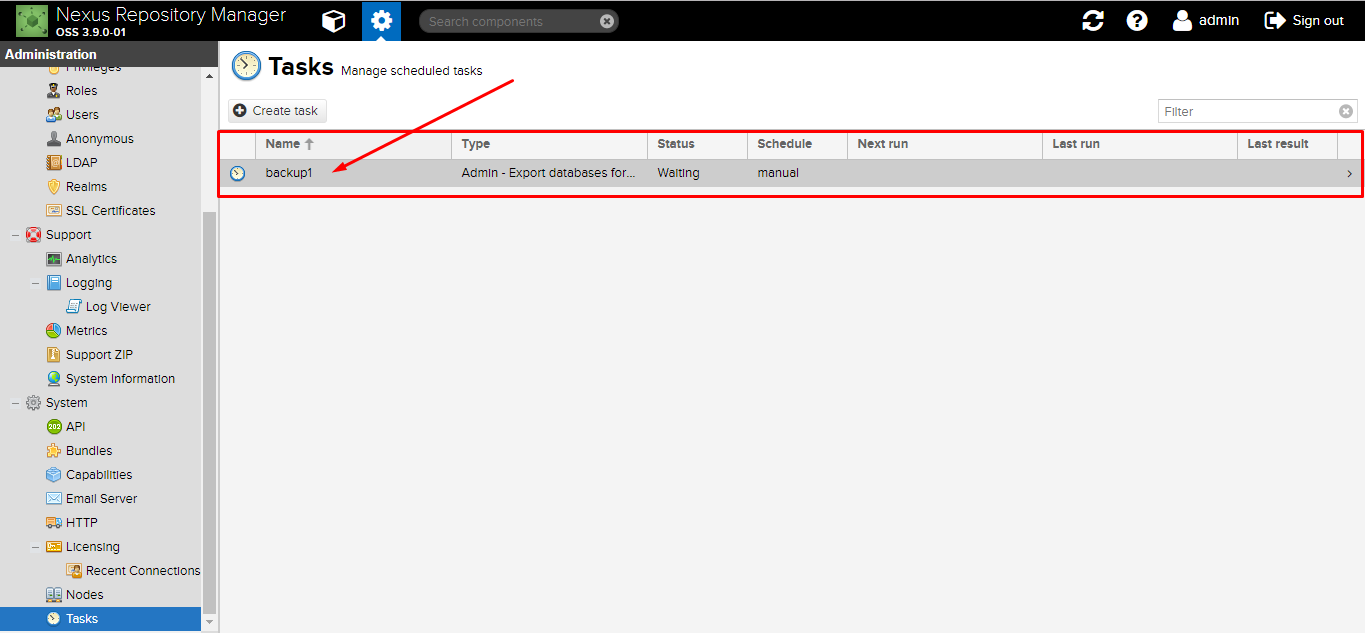 Nexus Repository Manager
OSS 3.9.0-01
Search components
admin
Sign out
Administration
Privileges
Roles
Users
Anonymous
LDAP
Realms
SSL Certificates
Support
Analytics
Logging
Log Viewer
Metrics
Support ZIP
System Information
System
API
Bundles
Capabilities
Email Server
HTTP
Licensing
Recent Connections
Nodes
Tasks
Tasks Manage scheduled tasks
Create task
Filter
Name Type Status Schedule Next run Last run Last result
backup1 Admin - Export databases for... Waiting manual